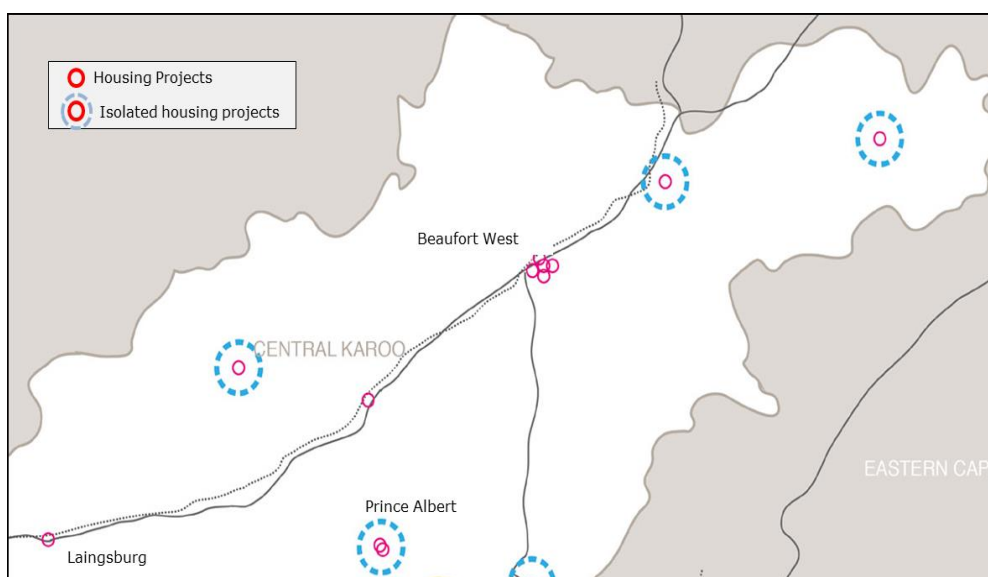 Housing Projects
Isolated housing projects
Beaufort West
CENTRAL KAROO
EASTERN CAP
Prince Albert
Laingsburg